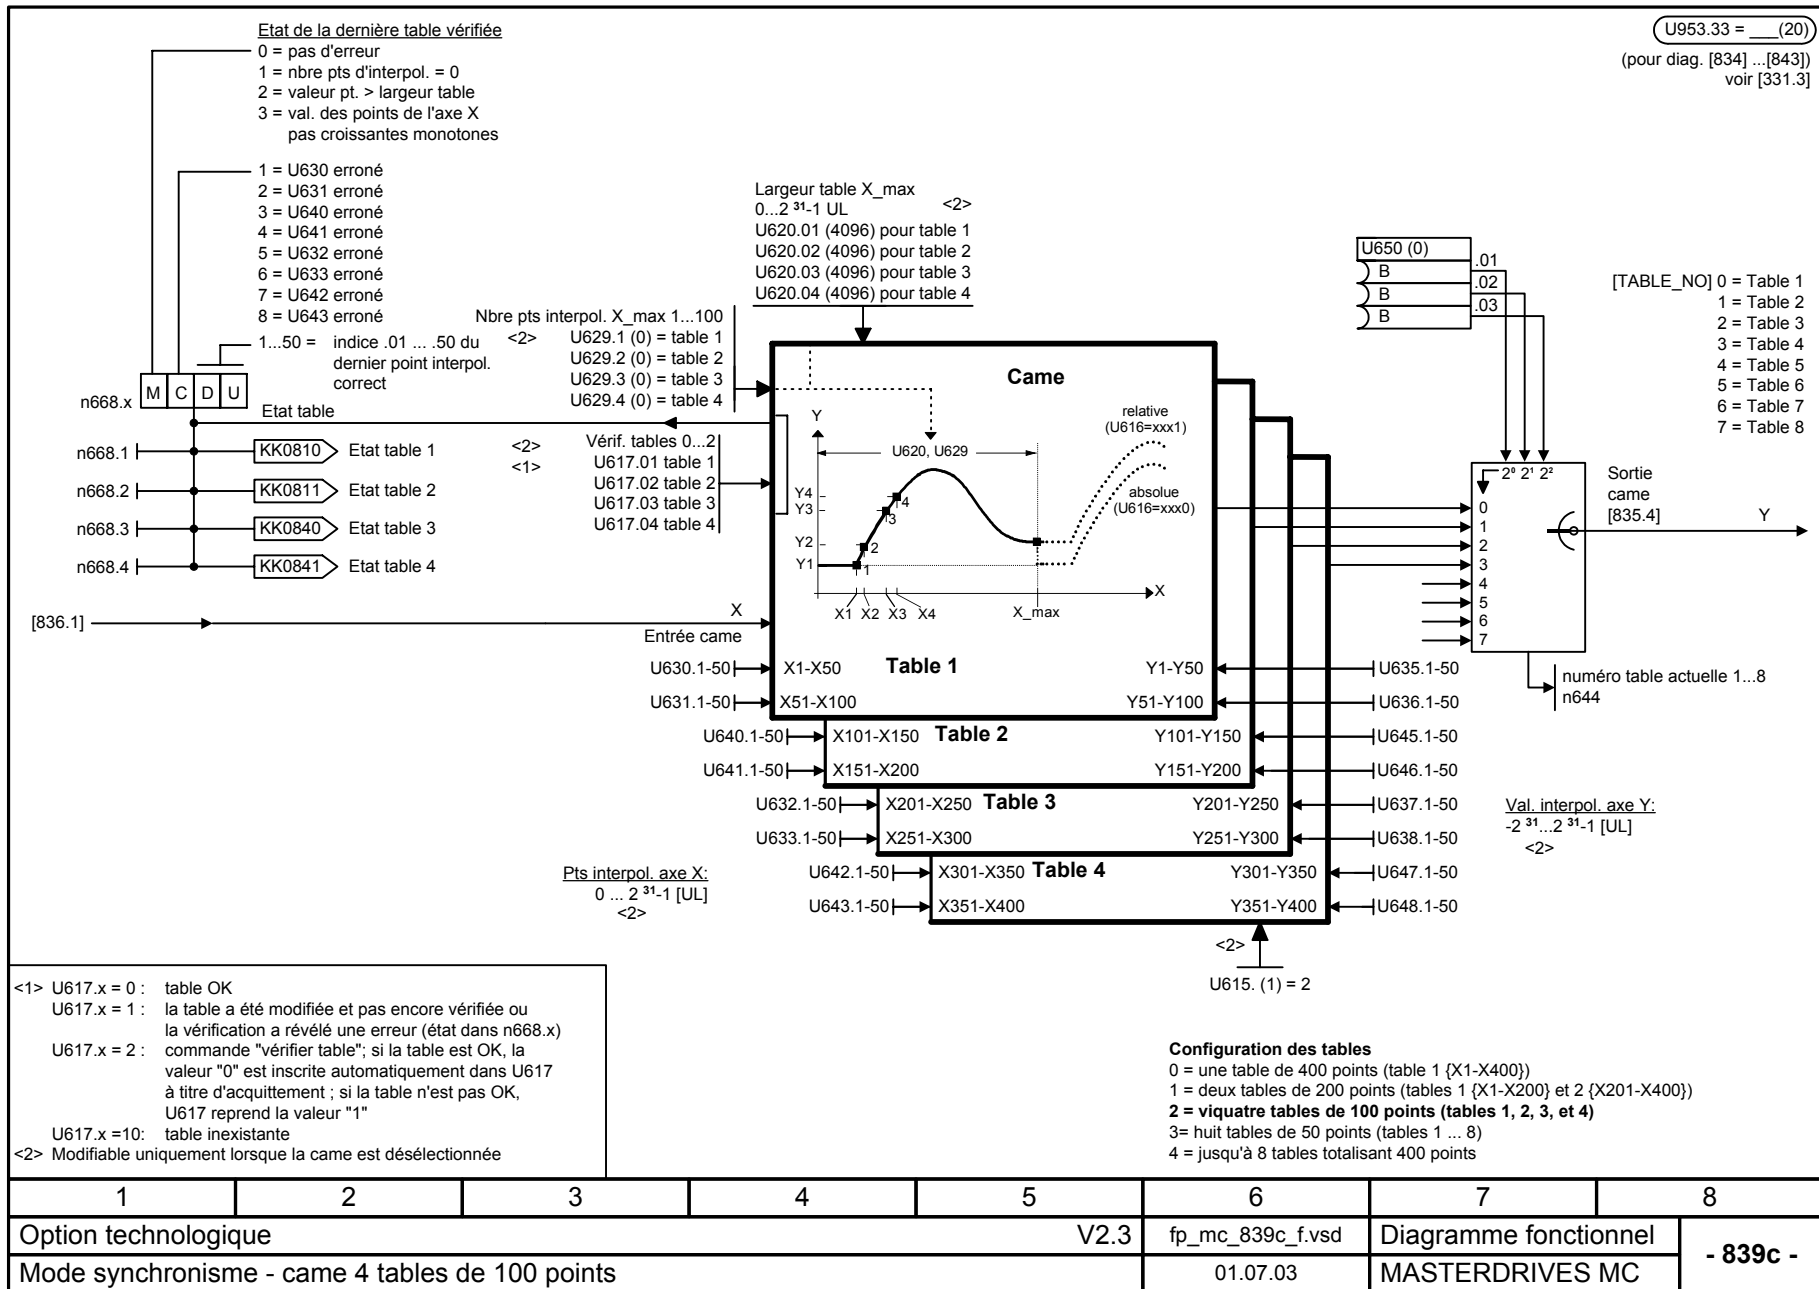 Etat de la dernière table vérifiée
0 = pas d'erreur
1 = nbre pts d'interpol. = 0
2 = valeur pt. > largeur table
3 = val. des points de l'axe X
pas croissantes monotones
1 = U630 erroné
2 = U631 erroné
3 = U640 erroné
4 = U641 erroné
5 = U632 erroné
6 = U633 erroné
7 = U642 erroné
8 = U643 erroné
1...50 = indice .01 ... .50 du
dernier point interpol.
correct
n668.x
M C D U
Etat table
n668.1 KK0810 Etat table 1
n668.2 KK0811 Etat table 2
n668.3 KK0840 Etat table 3
n668.4 KK0841 Etat table 4
[836.1]
U953.33 = ___(20)
(pour diag. [834] ...[843])
voir [331.3]
Largeur table X_max
0...2 31-1 UL <2>
U620.01 (4096) pour table 1
U620.02 (4096) pour table 2
U620.03 (4096) pour table 3
U620.04 (4096) pour table 4
Nbre pts interpol. X_max 1...100
<2> U629.1 (0) = table 1
U629.2 (0) = table 2
U629.3 (0) = table 3
U629.4 (0) = table 4
<2> Vérif. tables 0...2
<1> U617.01 table 1
U617.02 table 2
U617.03 table 3
U617.04 table 4
X
Entrée came
Came
Y
U620, U629
relative
(U616=xxx1)
absolue
(U616=xxx0)
Y4
Y3
Y2
Y1
4
3
2
1
X
X1 X2 X3 X4 X_max
U630.1-50 X1-X50 Table 1 Y1-Y50 U635.1-50
U631.1-50 X51-X100 Y51-Y100 U636.1-50
U640.1-50 X101-X150 Table 2 Y101-Y150 U645.1-50
U641.1-50 X151-X200 Y151-Y200 U646.1-50
U632.1-50 X201-X250 Table 3 Y201-Y250 U637.1-50
U633.1-50 X251-X300 Y251-Y300 U638.1-50
U642.1-50 X301-X350 Table 4 Y301-Y350 U647.1-50
U643.1-50 X351-X400 Y351-Y400 U648.1-50
<2>
U615. (1) = 2
Pts interpol. axe X:
0 ... 2 31-1 [UL]
<2>
Val. interpol. axe Y:
-2 31...2 31-1 [UL]
<2>
U650 (0)
B .01
B .02
B .03
[TABLE_NO] 0 = Table 1
1 = Table 2
2 = Table 3
3 = Table 4
4 = Table 5
5 = Table 6
6 = Table 7
7 = Table 8
2⁰ 2¹ 2²
0
1
2
3
4
5
6
7
Sortie
came
[835.4]
Y
numéro table actuelle 1...8
n644
<1> U617.x = 0 : table OK
U617.x = 1 : la table a été modifiée et pas encore vérifiée ou
la vérification a révélé une erreur (état dans n668.x)
U617.x = 2 : commande "vérifier table"; si la table est OK, la
valeur "0" est inscrite automatiquement dans U617
à titre d'acquittement ; si la table n'est pas OK,
U617 reprend la valeur "1"
U617.x =10: table inexistante
<2> Modifiable uniquement lorsque la came est désélectionnée
Configuration des tables
0 = une table de 400 points (table 1 {X1-X400})
1 = deux tables de 200 points (tables 1 {X1-X200} et 2 {X201-X400})
2 = viquatre tables de 100 points (tables 1, 2, 3, et 4)
3= huit tables de 50 points (tables 1 ... 8)
4 = jusqu'à 8 tables totalisant 400 points
1 2 3 4 5 6 7 8
Option technologique V2.3 fp_mc_839c_f.vsd Diagramme fonctionnel
Mode synchronisme - came 4 tables de 100 points 01.07.03 MASTERDRIVES MC
- 839c -